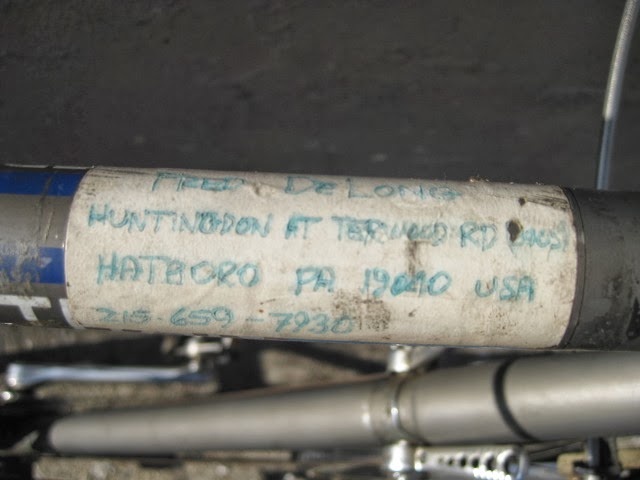 FRED DELONG
HUNTINGDON AT TERWOOD RD
HATBORO PA 19040 USA
215-659-7930